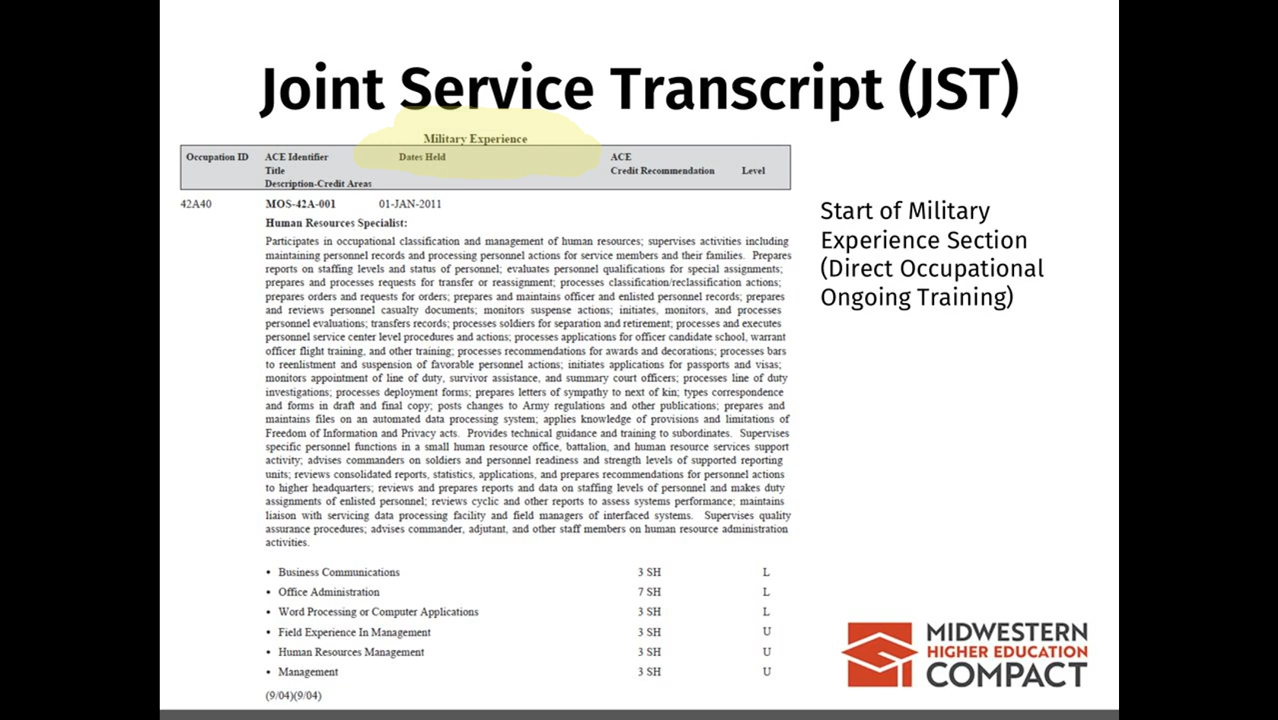 Joint Service Transcript (JST)
Military Experience
Occupation ID ACE Identifier Dates Held ACE
Title Credit Recommendation Level
Description-Credit Areas
42A40 MOS-42A-001 01-JAN-2011
Human Resources Specialist:
Participates in occupational classification and management of human resources; supervises activities including
maintaining personnel records and processing personnel actions for service members and their families. Prepares
reports on staffing levels and status of personnel; evaluates personnel qualifications for special assignments;
prepares and processes requests for transfer or reassignment; processes classification/reclassification actions;
prepares orders and requests for orders; prepares and maintains officer and enlisted personnel records; prepares
and reviews personnel casualty documents; monitors suspense actions; initiates, monitors, and processes
personnel evaluations; transfers records; processes soldiers for separation and retirement; processes and executes
personnel service center level procedures and actions; processes applications for officer candidate school, warrant
officer flight training, and other training; processes recommendations for awards and decorations; processes bars
to reenlistment and suspension of favorable personnel actions; initiates applications for passports and visas;
monitors appointment of line of duty, survivor assistance, and summary court officers; processes line of duty
investigations; processes deployment forms; prepares letters of sympathy to next of kin; types correspondence
and forms in draft and final copy; posts changes to Army regulations and other publications; prepares and
maintains files on an automated data processing system; applies knowledge of provisions and limitations of
Freedom of Information and Privacy acts. Provides technical guidance and training to subordinates. Supervises
specific personnel functions in a small human resource office, battalion, and human resource services support
activity; advises commanders on soldiers and personnel readiness and strength levels of supported reporting
units; reviews consolidated reports, statistics, applications, and prepares recommendations for personnel actions
to higher headquarters; reviews and prepares reports and data on staffing levels of personnel and makes duty
assignments of enlisted personnel; reviews cyclic and other reports to assess systems performance; maintains
liaison with servicing data processing facility and field managers of interfaced systems. Supervises quality
assurance procedures; advises commander, adjutant, and other staff members on human resource administration
activities.
• Business Communications 3 SH L
• Office Administration 7 SH L
• Word Processing or Computer Applications 3 SH L
• Field Experience In Management 3 SH U
• Human Resources Management 3 SH U
• Management 3 SH U
(9/04)(9/04)
Start of Military
Experience Section
(Direct Occupational
Ongoing Training)
MIDWESTERN
HIGHER EDUCATION
COMPACT